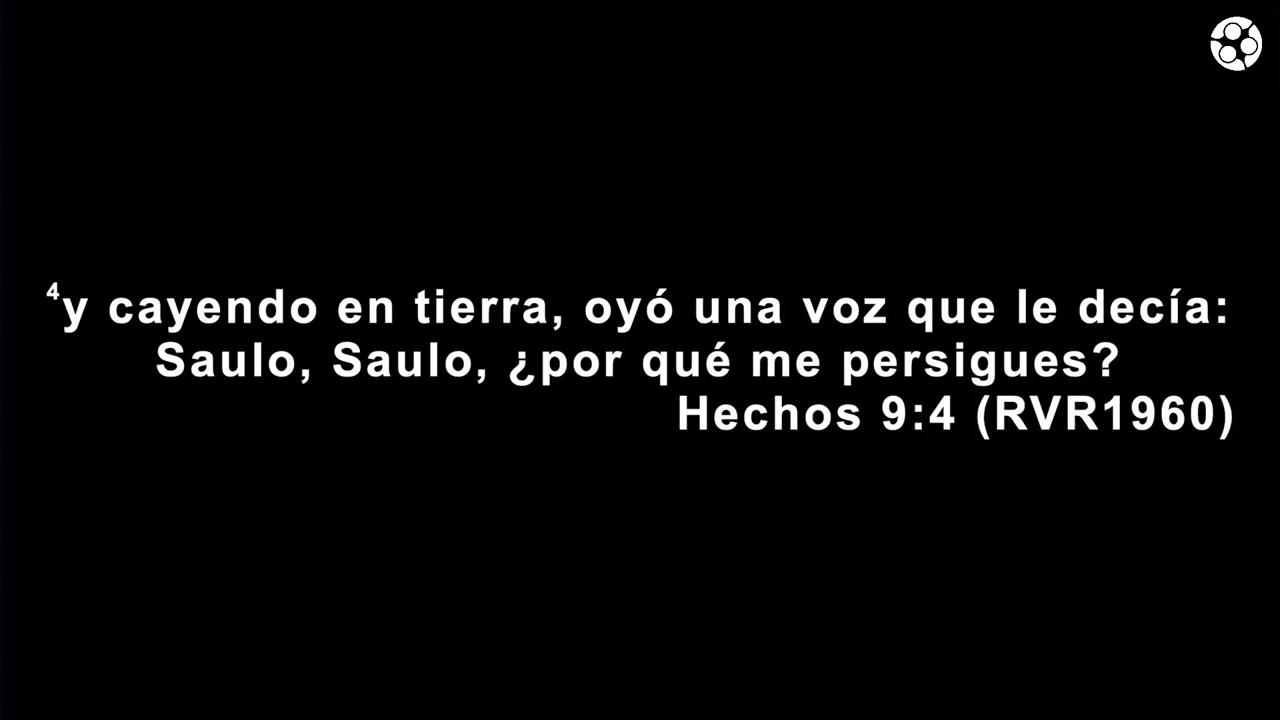 ⁴y cayendo en tierra, oyó una voz que le decía:
Saulo, Saulo, ¿por qué me persigues?
Hechos 9:4 (RVR1960)